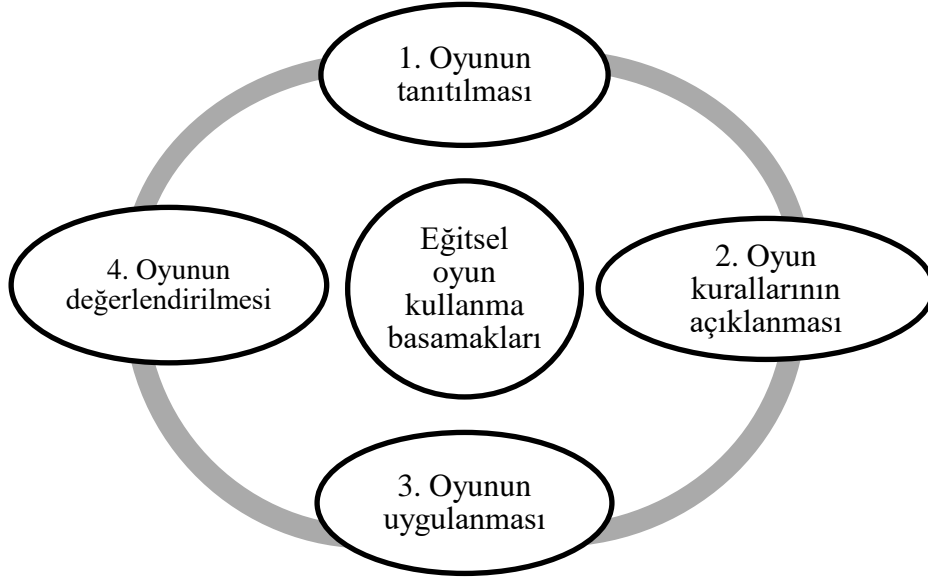 1. Oyunun
tanıtılması
2. Oyun
kurallarının
açıklanması
3. Oyunun
uygulanması
4. Oyunun
değerlendirilmesi
Eğitsel
oyun
kullanma
basamakları